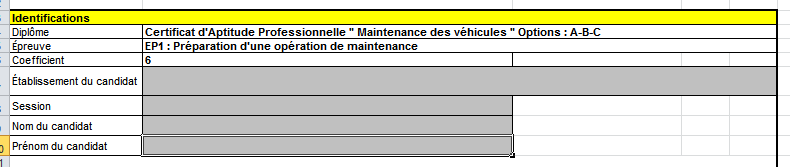 Identifications
Diplôme Certificat d'Aptitude Professionnelle " Maintenance des véhicules " Options : A-B-C
Épreuve EP1 : Préparation d'une opération de maintenance
Coefficient 6
Établissement du candidat
Session
Nom du candidat
Prénom du candidat